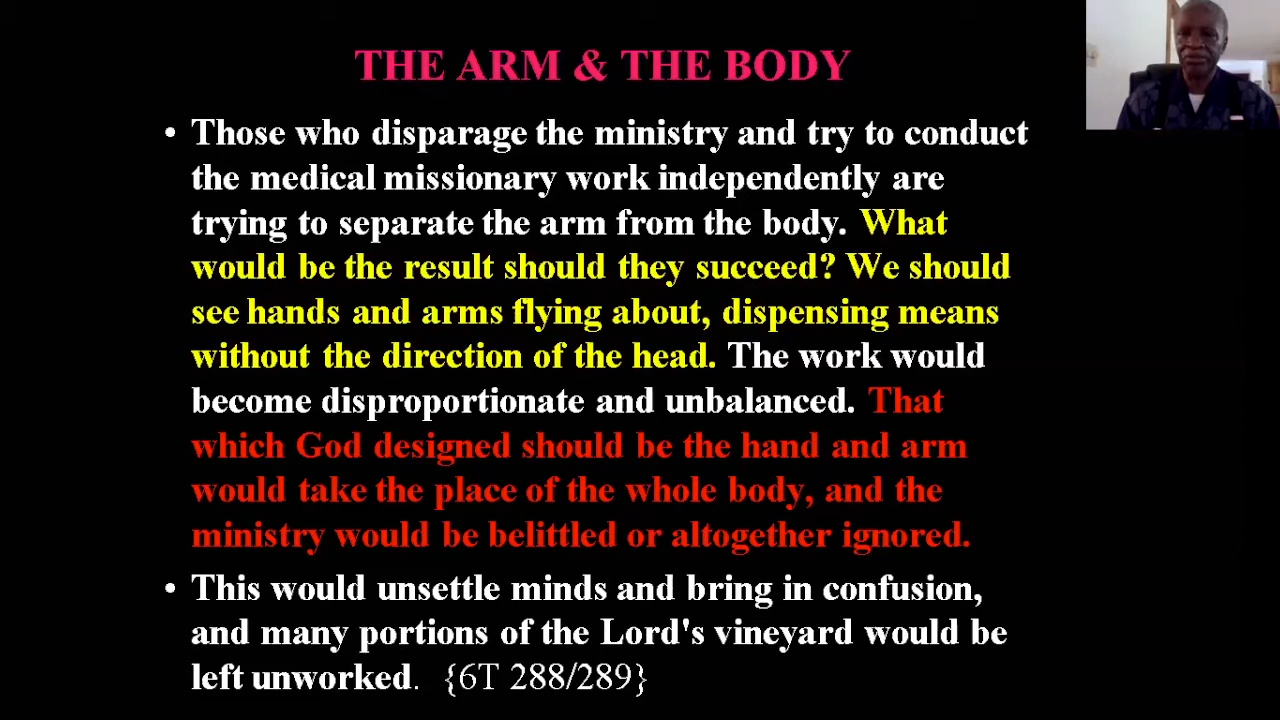 THE ARM & THE BODY
• Those who disparage the ministry and try to conduct
the medical missionary work independently are
trying to separate the arm from the body. What
would be the result should they succeed? We should
see hands and arms flying about, dispensing means
without the direction of the head. The work would
become disproportionate and unbalanced. That
which God designed should be the hand and arm
would take the place of the whole body, and the
ministry would be belittled or altogether ignored.
• This would unsettle minds and bring in confusion,
and many portions of the Lord's vineyard would be
left unworked. {6T 288/289}